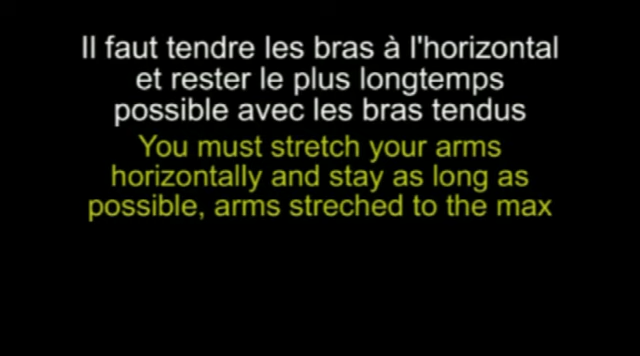 Il faut tendre les bras à l'horizontal
et rester le plus longtemps
possible avec les bras tendus
You must stretch your arms
horizontally and stay as long as
possible, arms streched to the max